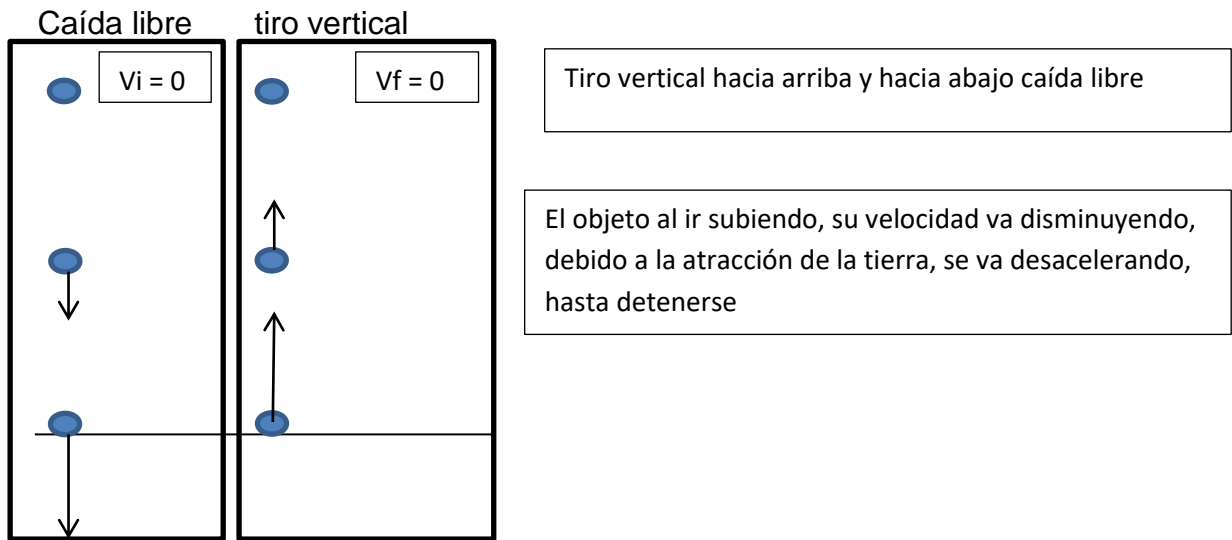 Caída libre
tiro vertical
Vi = 0
Vf = 0
Tiro vertical hacia arriba y hacia abajo caída libre
El objeto al ir subiendo, su velocidad va disminuyendo,
debido a la atracción de la tierra, se va desacelerando,
hasta detenerse